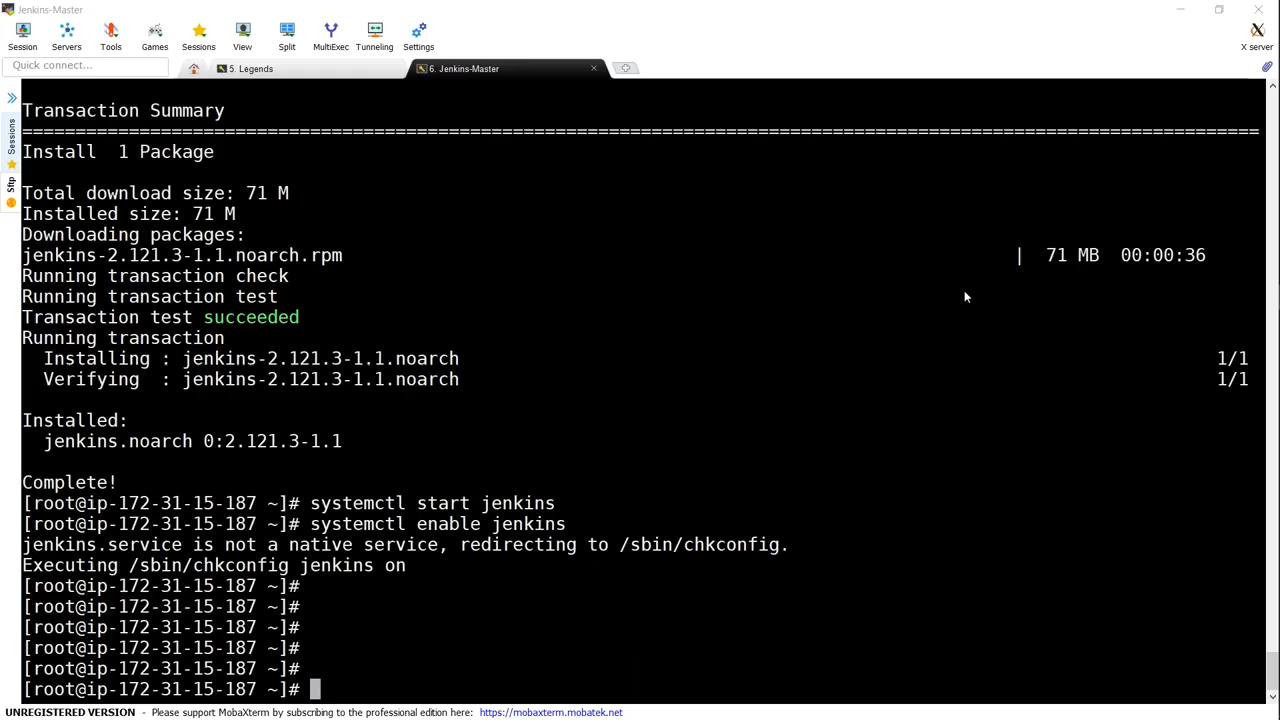 Jenkins-Master
Session Servers Tools Games Sessions View Split MultiExec Tunneling Settings X server
Quick connect... 5. Legends 6. Jenkins-Master
Sessions
Sftp
Transaction Summary
================================================================================================================
Install  1 Package
Total download size: 71 M
Installed size: 71 M
Downloading packages:
jenkins-2.121.3-1.1.noarch.rpm | 71 MB 00:00:36
Running transaction check
Running transaction test
Transaction test succeeded
Running transaction
Installing : jenkins-2.121.3-1.1.noarch 1/1
Verifying  : jenkins-2.121.3-1.1.noarch 1/1
Installed:
jenkins.noarch 0:2.121.3-1.1
Complete!
[root@ip-172-31-15-187 ~]# systemctl start jenkins
[root@ip-172-31-15-187 ~]# systemctl enable jenkins
jenkins.service is not a native service, redirecting to /sbin/chkconfig.
Executing /sbin/chkconfig jenkins on
[root@ip-172-31-15-187 ~]#
[root@ip-172-31-15-187 ~]#
[root@ip-172-31-15-187 ~]#
[root@ip-172-31-15-187 ~]#
[root@ip-172-31-15-187 ~]#
[root@ip-172-31-15-187 ~]#
UNREGISTERED VERSION - Please support MobaXterm by subscribing to the professional edition here: https://mobaxterm.mobatek.net